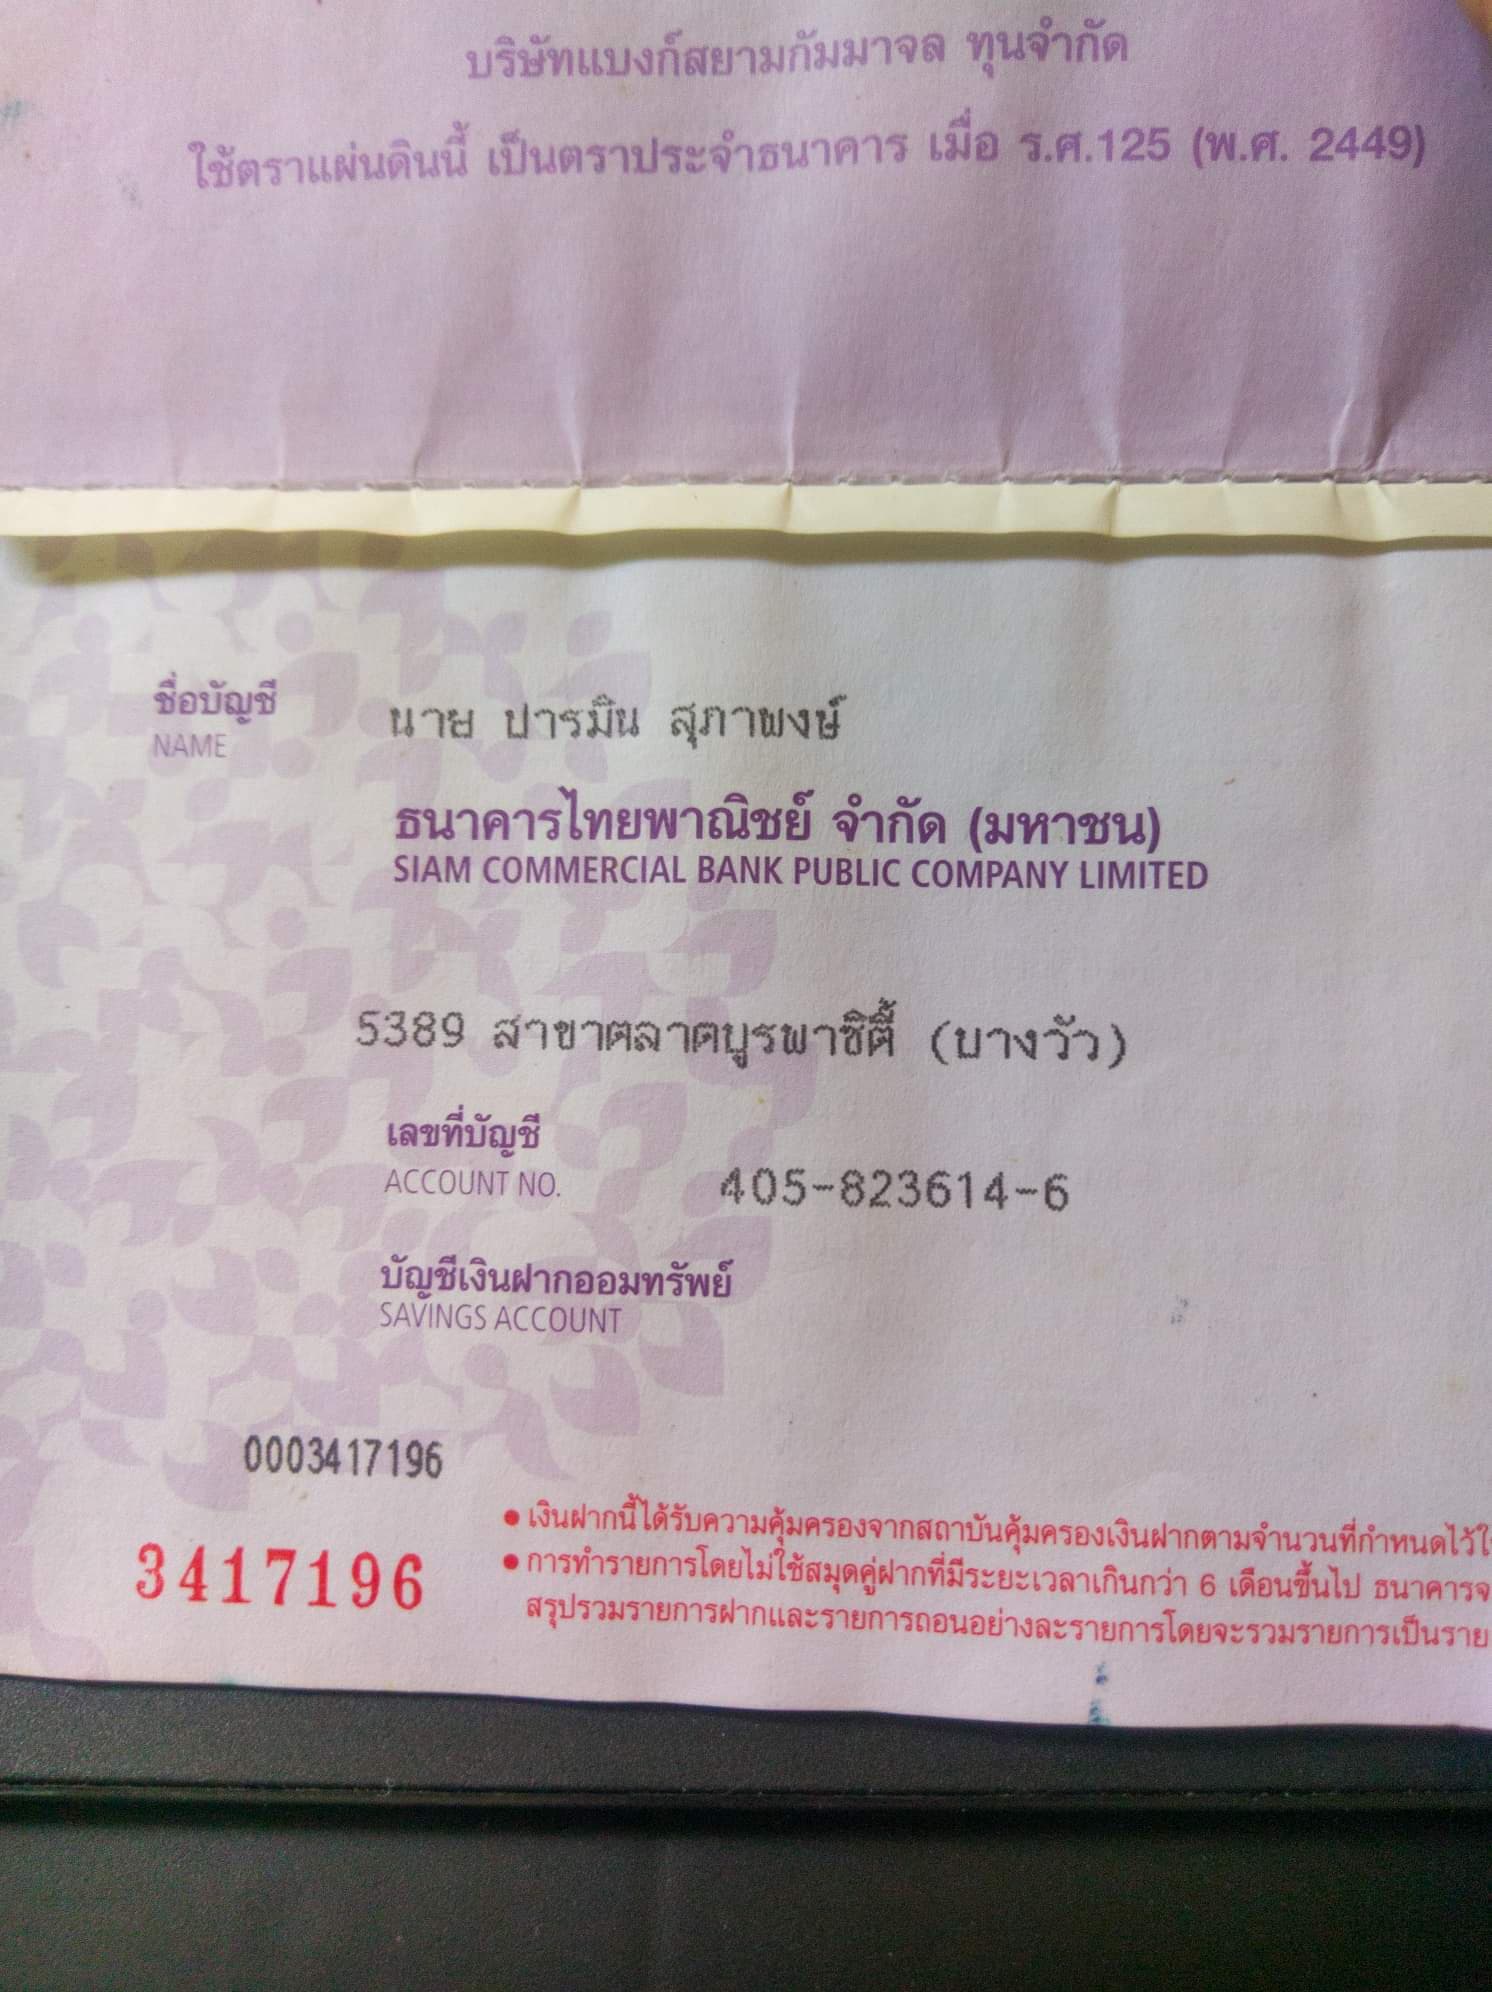 บริษัทแบงก์สยามกัมมาจล ทุนจำกัด
ใช้ตราแผ่นดินนี้ เป็นตราประจำธนาคาร เมื่อ ร.ศ.125 (พ.ศ. 2449)
ชื่อบัญชี
NAME
นาย ปารมิน สุภาพงษ์
ธนาคารไทยพาณิชย์ จำกัด (มหาชน)
SIAM COMMERCIAL BANK PUBLIC COMPANY LIMITED
5389 สาขาตลาดบูรพาซิตี้ (บางวัว)
เลขที่บัญชี
ACCOUNT NO.
405-823614-6
บัญชีเงินฝากออมทรัพย์
SAVINGS ACCOUNT
0003417196
3417196
• เงินฝากนี้ได้รับความคุ้มครองจากสถาบันคุ้มครองเงินฝากตามจำนวนที่กำหนดไว้
• การทำรายการโดยไม่ใช้สมุดคู่ฝากที่มีระยะเวลาเกินกว่า 6 เดือนขึ้นไป ธนาคารจ
สรุปรวมรายการฝากและรายการถอนอย่างละรายการโดยจะรวมรายการเป็นราย